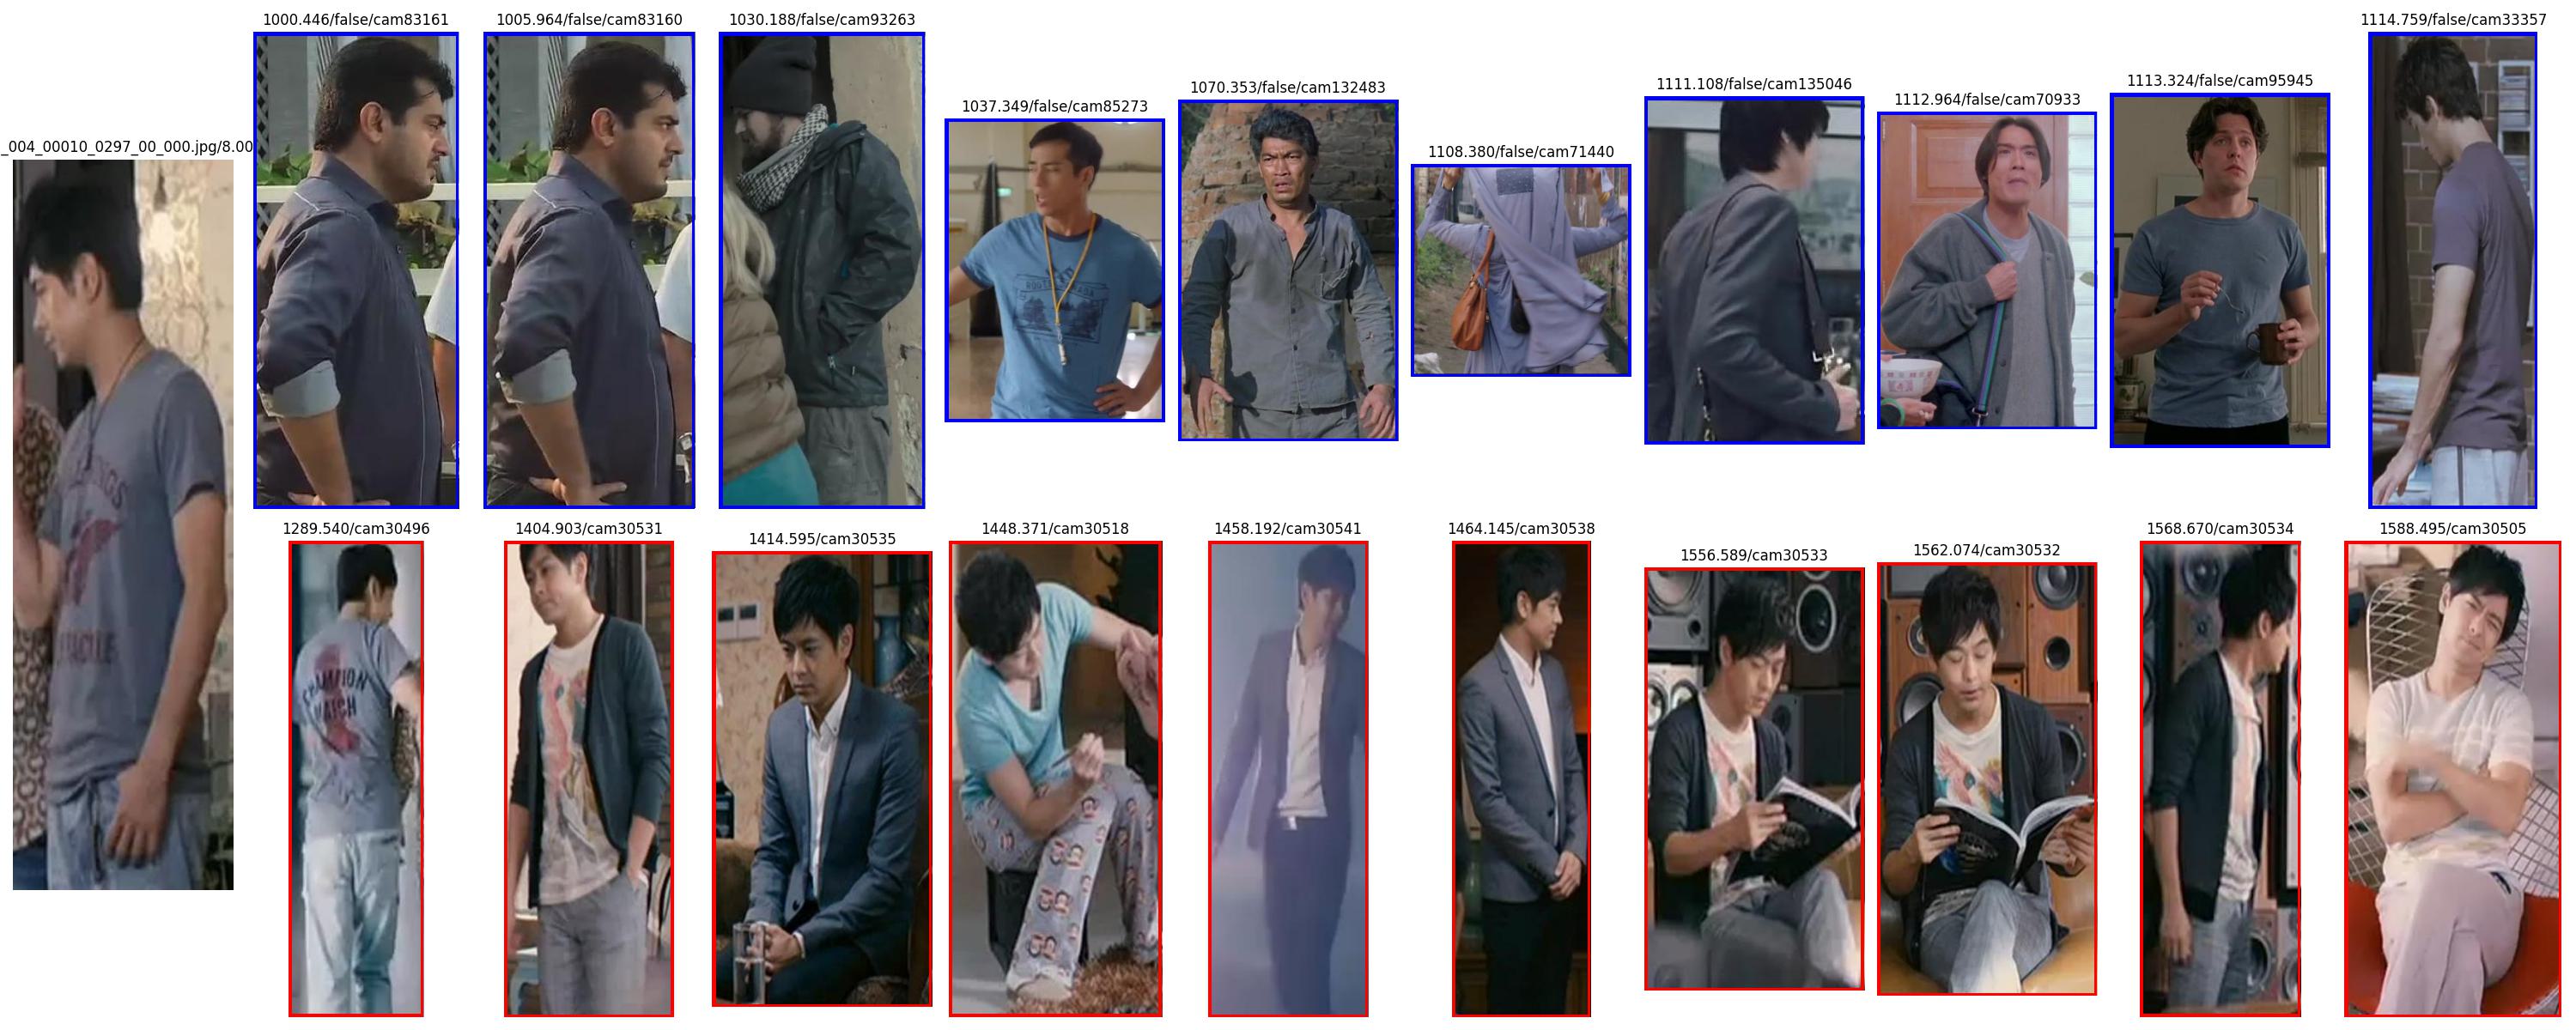 _004_00010_0297_00_000.jpg/8.00
1000.446/false/cam83161
1005.964/false/cam83160
1030.188/false/cam93263
1037.349/false/cam85273
1070.353/false/cam132483
1108.380/false/cam71440
1111.108/false/cam135046
1112.964/false/cam70933
1113.324/false/cam95945
1114.759/false/cam33357
1289.540/cam30496
CHAMPION
WATCH
1404.903/cam30531
1414.595/cam30535
1448.371/cam30518
1458.192/cam30541
1464.145/cam30538
1556.589/cam30533
1562.074/cam30532
1568.670/cam30534
1588.495/cam30505